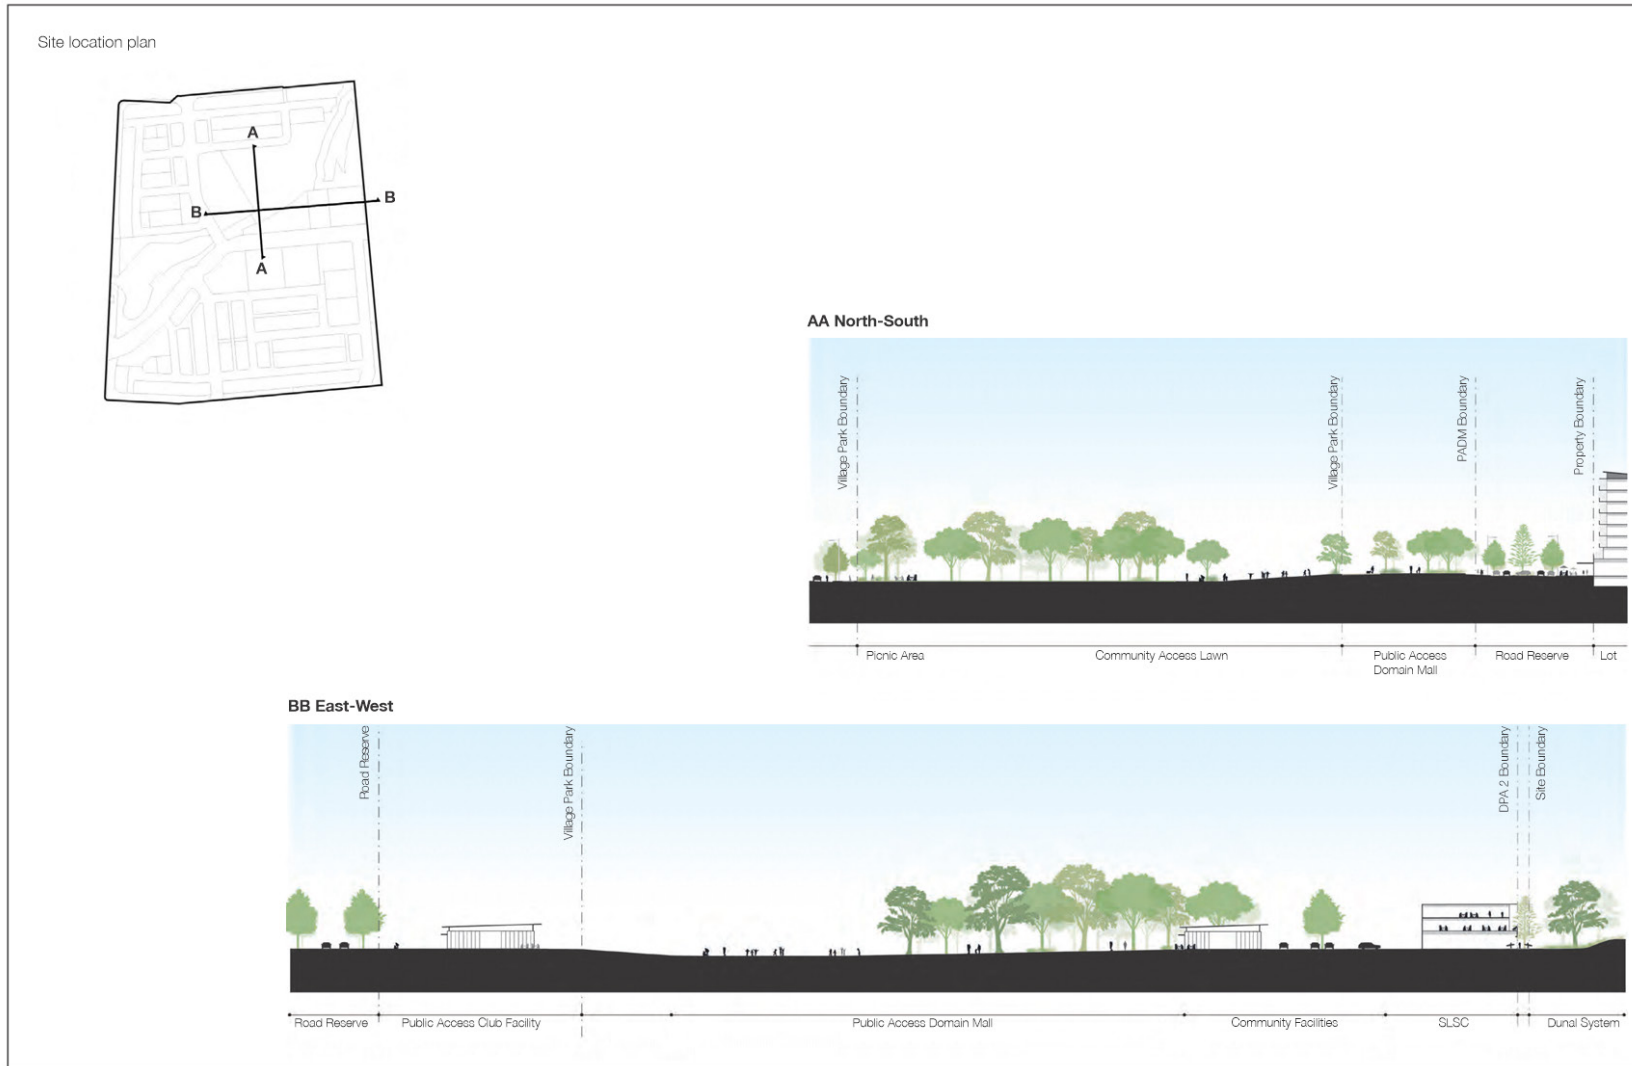 Site location plan
A
B
B
A
AA North-South
Village Park Boundary
Village Park Boundary
PADM Boundary
Property Boundary
Picnic Area
Community Access Lawn
Public Access
Domain Mall
Road Reserve
Lot
BB East-West
Road Reserve
Village Park Boundary
DPA 2 Boundary
Site Boundary
Road Reserve
Public Access Club Facility
Public Access Domain Mall
Community Facilities
SLSC
Dunal System